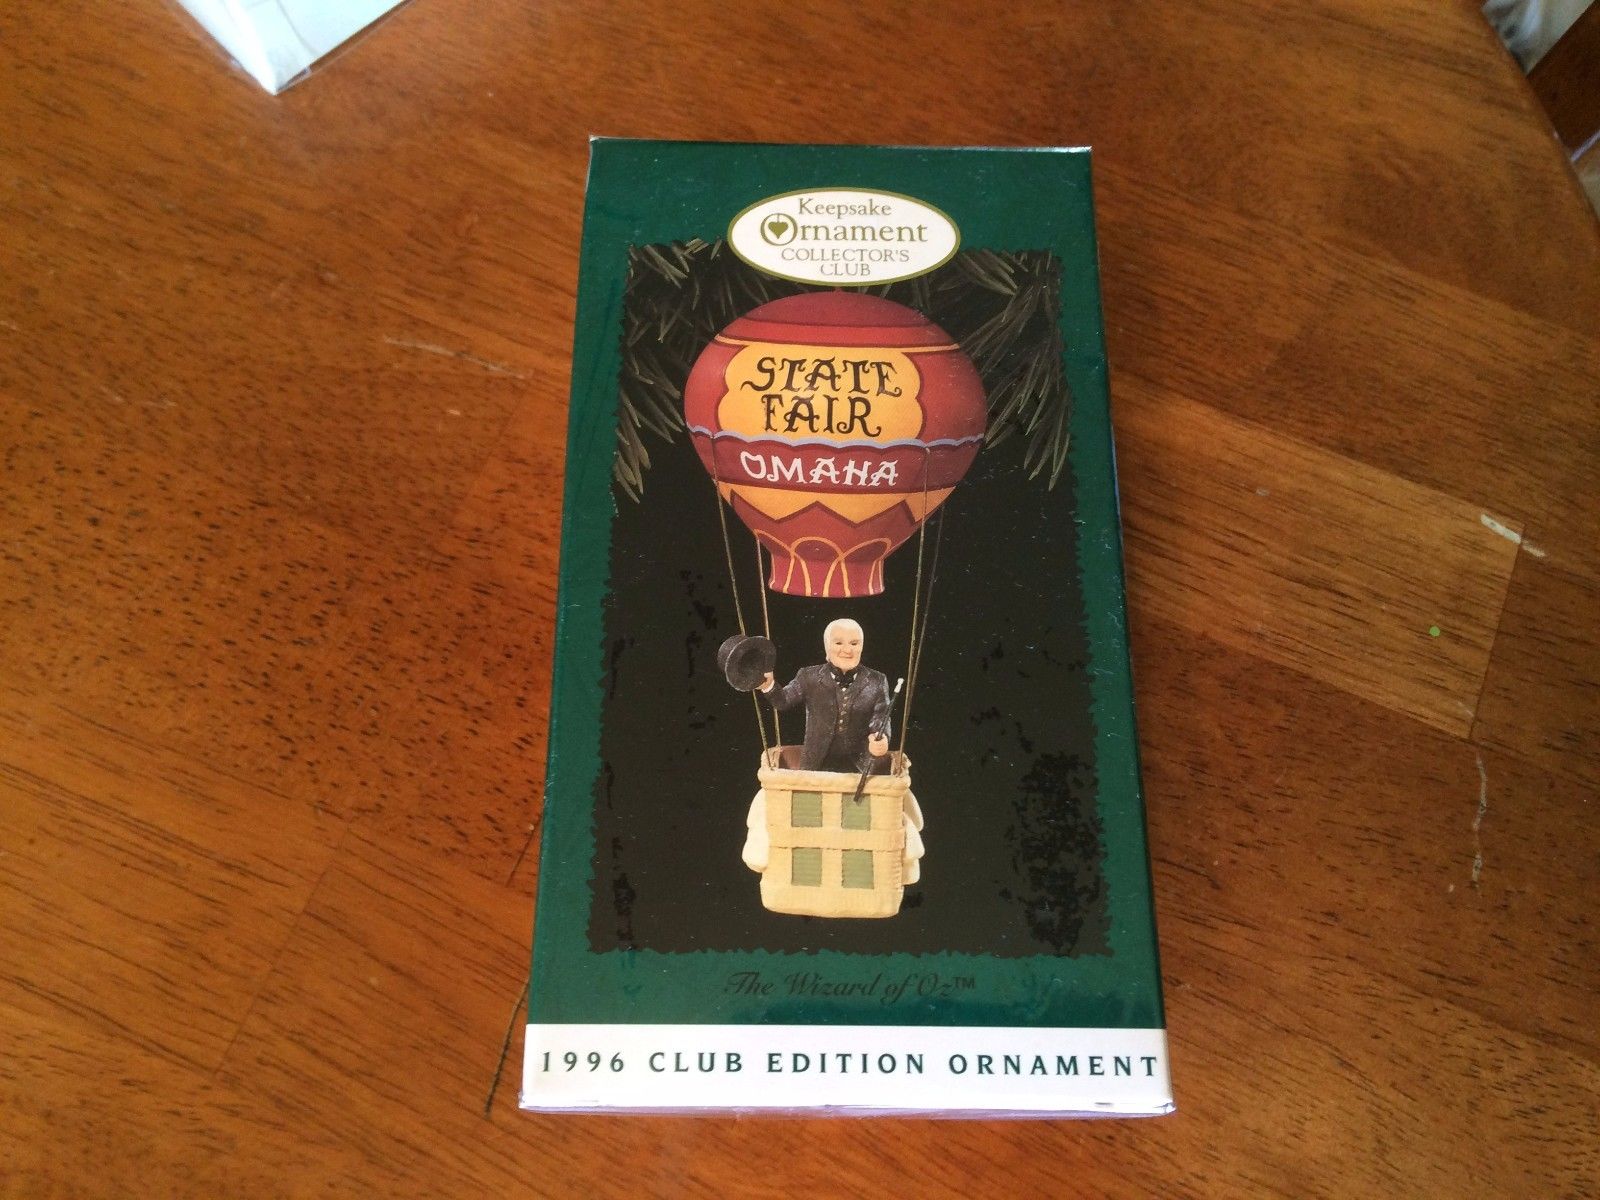 Keepsake
Ornament
COLLECTOR'S
CLUB
STATE
FAIR
OMAHA
The Wizard of Oz™
1996 CLUB EDITION ORNAMENT